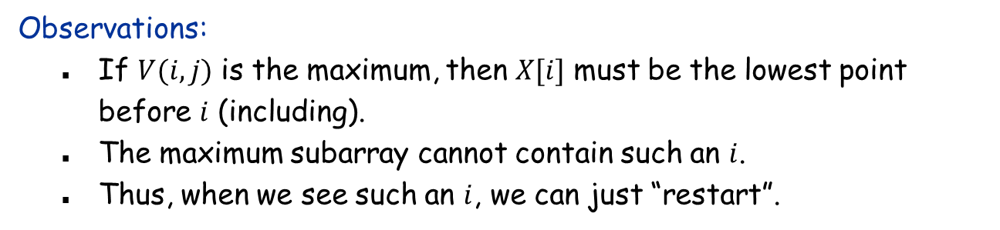 Observations:
▪ If V(i, j) is the maximum, then X[i] must be the lowest point
before i (including).
▪ The maximum subarray cannot contain such an i.
▪ Thus, when we see such an i, we can just “restart”.